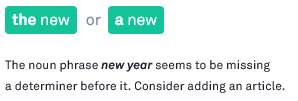 the new or a new
The noun phrase new year seems to be missing
a determiner before it. Consider adding an article.